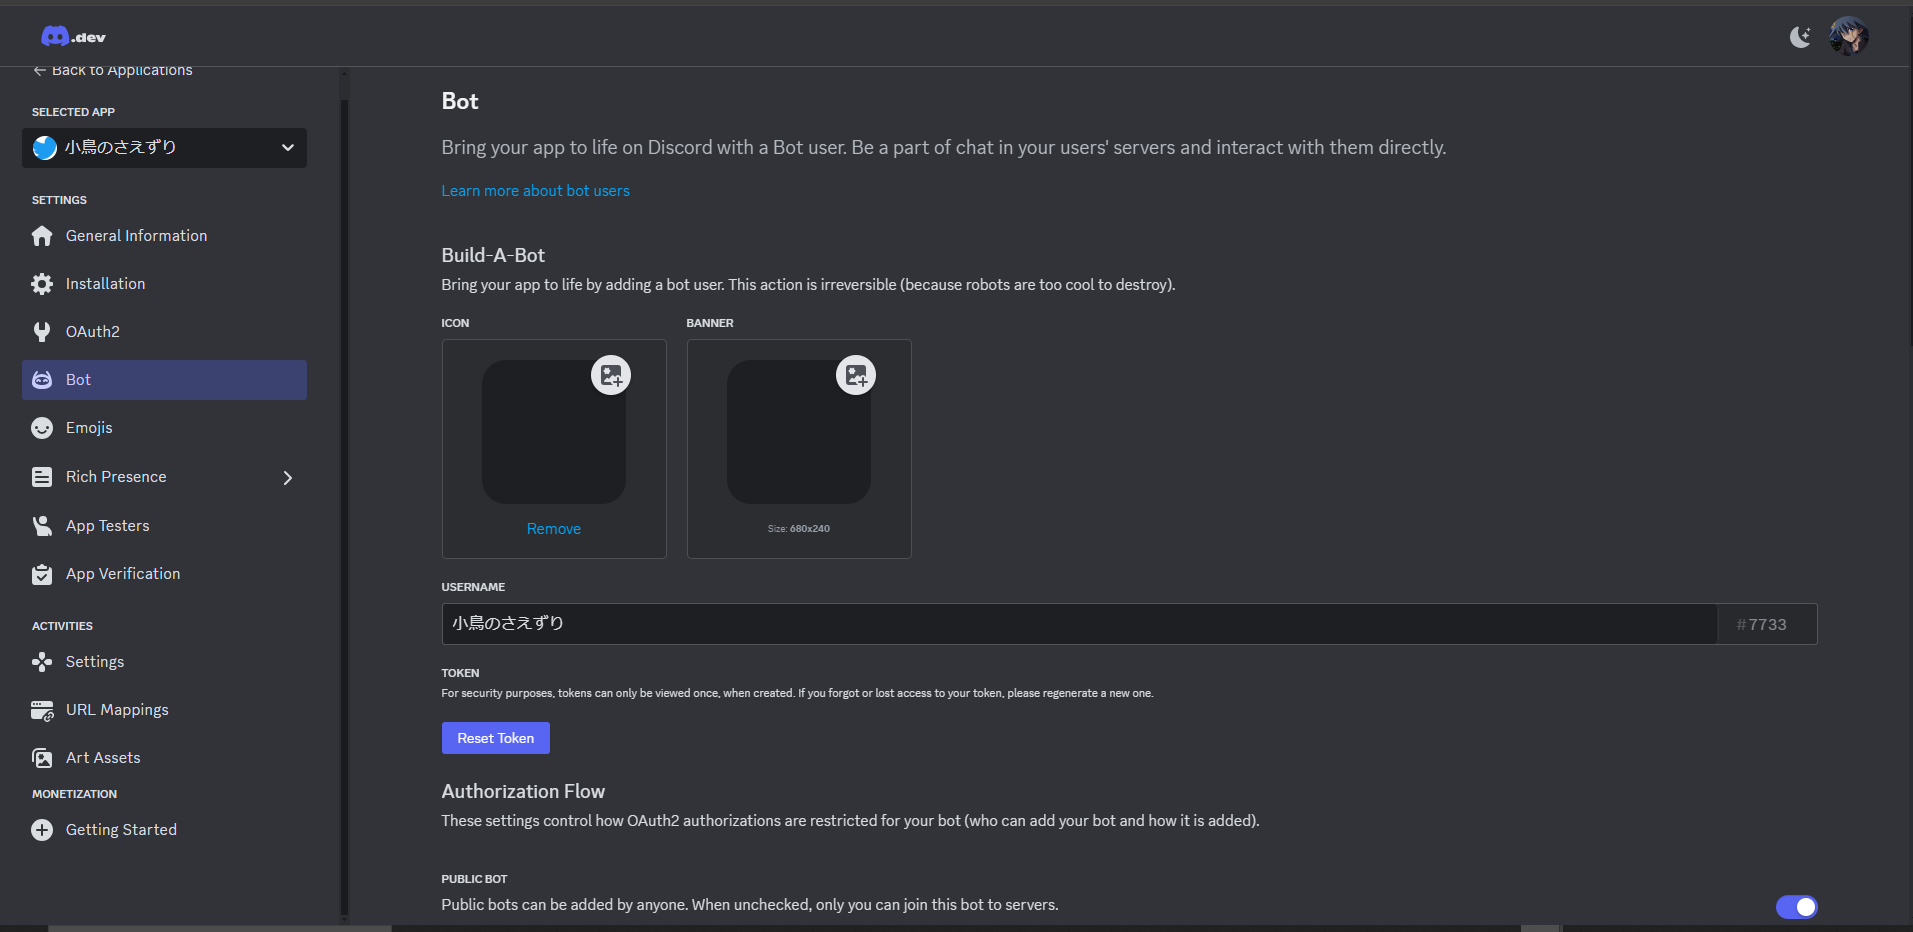 .dev
Back to Applications
SELECTED APP
小鳥のさえずり
SETTINGS
General Information
Installation
OAuth2
Bot
Emojis
Rich Presence
App Testers
App Verification
ACTIVITIES
Settings
URL Mappings
Art Assets
MONETIZATION
Getting Started
Bot
Bring your app to life on Discord with a Bot user. Be a part of chat in your users' servers and interact with them directly.
Learn more about bot users
Build-A-Bot
Bring your app to life by adding a bot user. This action is irreversible (because robots are too cool to destroy).
ICON
BANNER
Remove
Size: 680x240
USERNAME
小鳥のさえずり
#7733
TOKEN
For security purposes, tokens can only be viewed once, when created. If you forgot or lost access to your token, please regenerate a new one.
Reset Token
Authorization Flow
These settings control how OAuth2 authorizations are restricted for your bot (who can add your bot and how it is added).
PUBLIC BOT
Public bots can be added by anyone. When unchecked, only you can join this bot to servers.